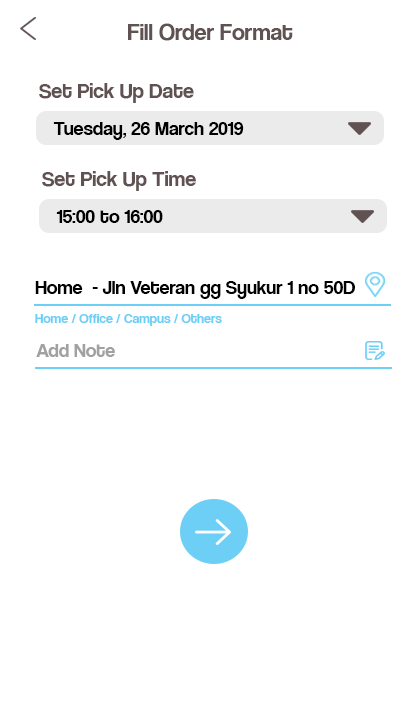 Fill Order Format
Set Pick Up Date
Tuesday, 26 March 2019
Set Pick Up Time
15:00 to 16:00
Home - Jln Veteran gg Syukur 1 no 50D
Home / Office / Campus / Others
Add Note